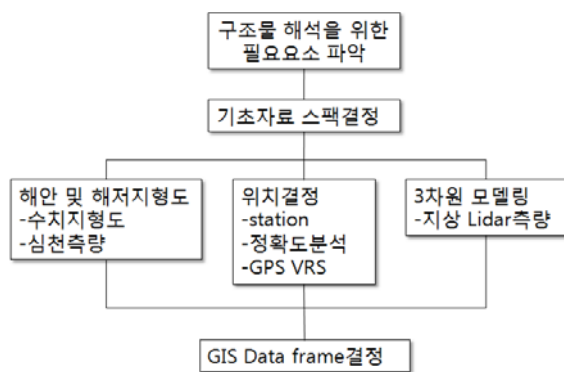 구조물 해석을 위한
필요요소 파악
기초자료 스팩결정
해안 및 해저지형도
-수치지형도
-심천측량
위치결정
-station
-정확도분석
-GPS VRS
3차원 모델링
-지상 Lidar측량
GIS Data frame결정